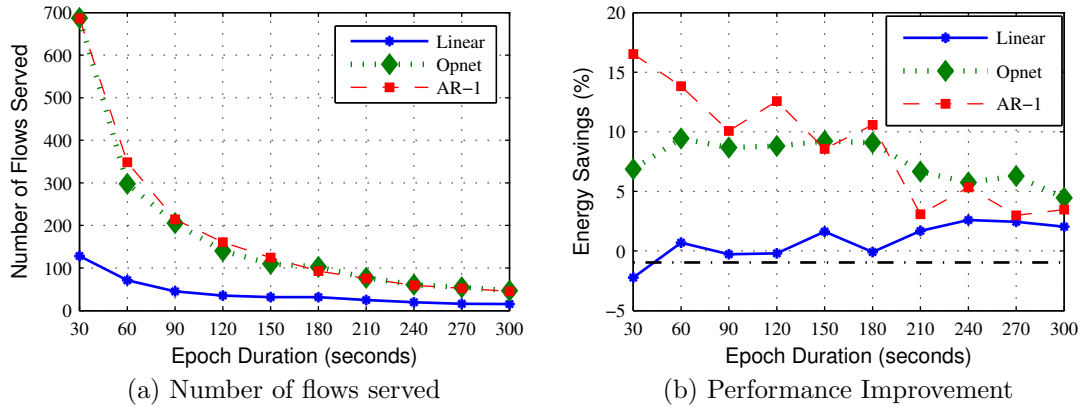 700
600
500
400
300
200
100
0
Number of Flows Served
Linear
Opnet
AR−1
30 60 90 120 150 180 210 240 270 300
Epoch Duration (seconds)
(a) Number of flows served
20
15
10
5
0
−5
Energy Savings (%)
Linear
Opnet
AR−1
30 60 90 120 150 180 210 240 270 300
Epoch Duration (seconds)
(b) Performance Improvement